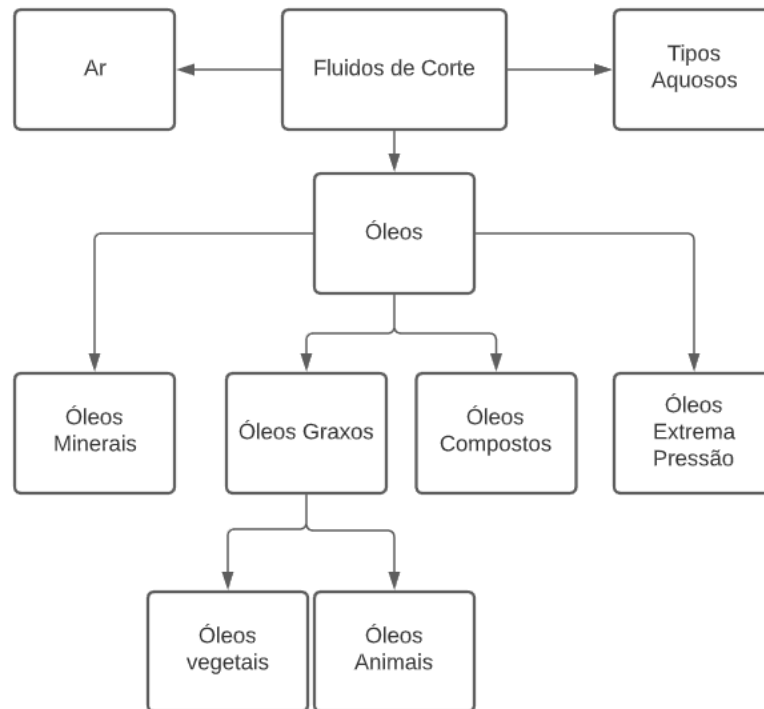 Ar
Fluidos de Corte
Tipos
Aquosos
Óleos
Óleos
Minerais
Óleos Graxos
Óleos
Compostos
Óleos
Extrema
Pressão
Óleos
vegetais
Óleos
Animais